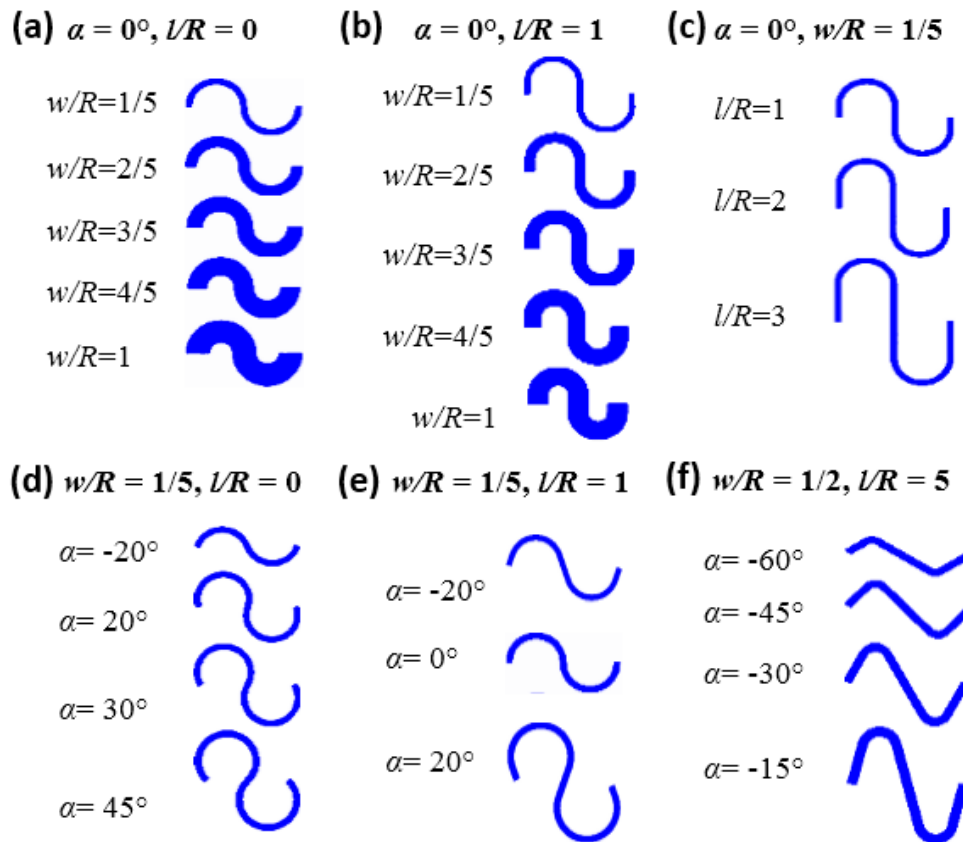 (a) α = 0°, l/R = 0
w/R=1/5
w/R=2/5
w/R=3/5
w/R=4/5
w/R=1
(b) α = 0°, l/R = 1
w/R=1/5
w/R=2/5
w/R=3/5
w/R=4/5
w/R=1
(c) α = 0°, w/R = 1/5
l/R=1
l/R=2
l/R=3
(d) w/R = 1/5, l/R = 0
α= -20°
α= 20°
α= 30°
α= 45°
(e) w/R = 1/5, l/R = 1
α= -20°
α= 0°
α= 20°
(f) w/R = 1/2, l/R = 5
α= -60°
α= -45°
α= -30°
α= -15°